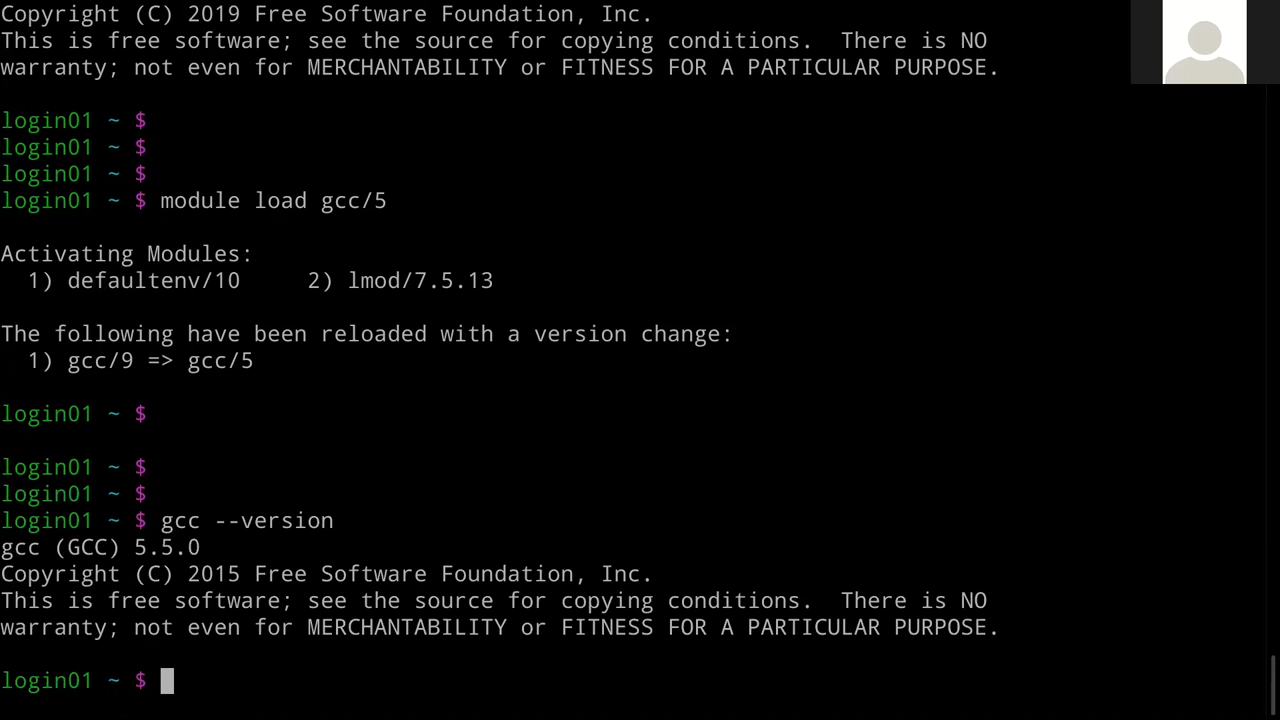 Copyright (C) 2019 Free Software Foundation, Inc.
This is free software; see the source for copying conditions.  There is NO
warranty; not even for MERCHANTABILITY or FITNESS FOR A PARTICULAR PURPOSE.
login01 ~ $
login01 ~ $
login01 ~ $
login01 ~ $ module load gcc/5
Activating Modules:
  1) defaultenv/10     2) lmod/7.5.13
The following have been reloaded with a version change:
  1) gcc/9 => gcc/5
login01 ~ $
login01 ~ $
login01 ~ $
login01 ~ $ gcc --version
gcc (GCC) 5.5.0
Copyright (C) 2015 Free Software Foundation, Inc.
This is free software; see the source for copying conditions.  There is NO
warranty; not even for MERCHANTABILITY or FITNESS FOR A PARTICULAR PURPOSE.
login01 ~ $